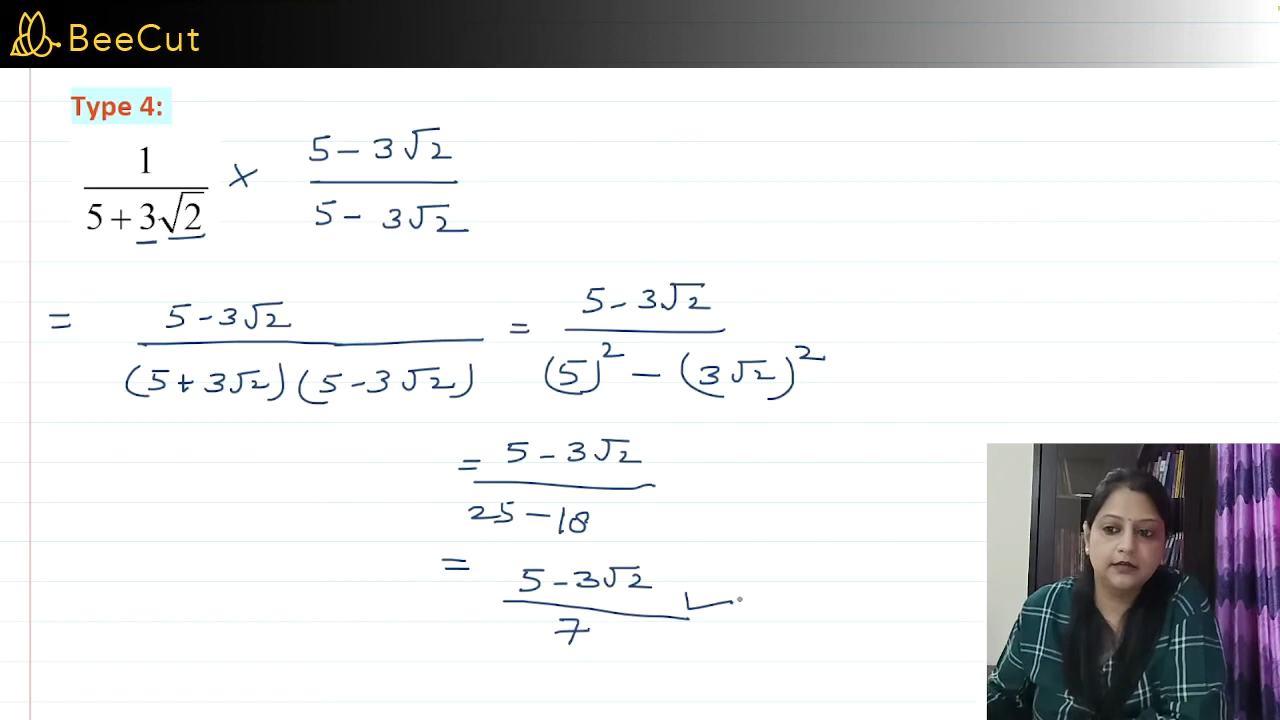 BeeCut
Type 4:
1 / (5+3√2) × (5-3√2) / (5-3√2)
= (5-3√2) / ((5+3√2)(5-3√2)) = (5-3√2) / ((5)² - (3√2)²)
= (5-3√2) / (25-18)
= (5-3√2) / 7